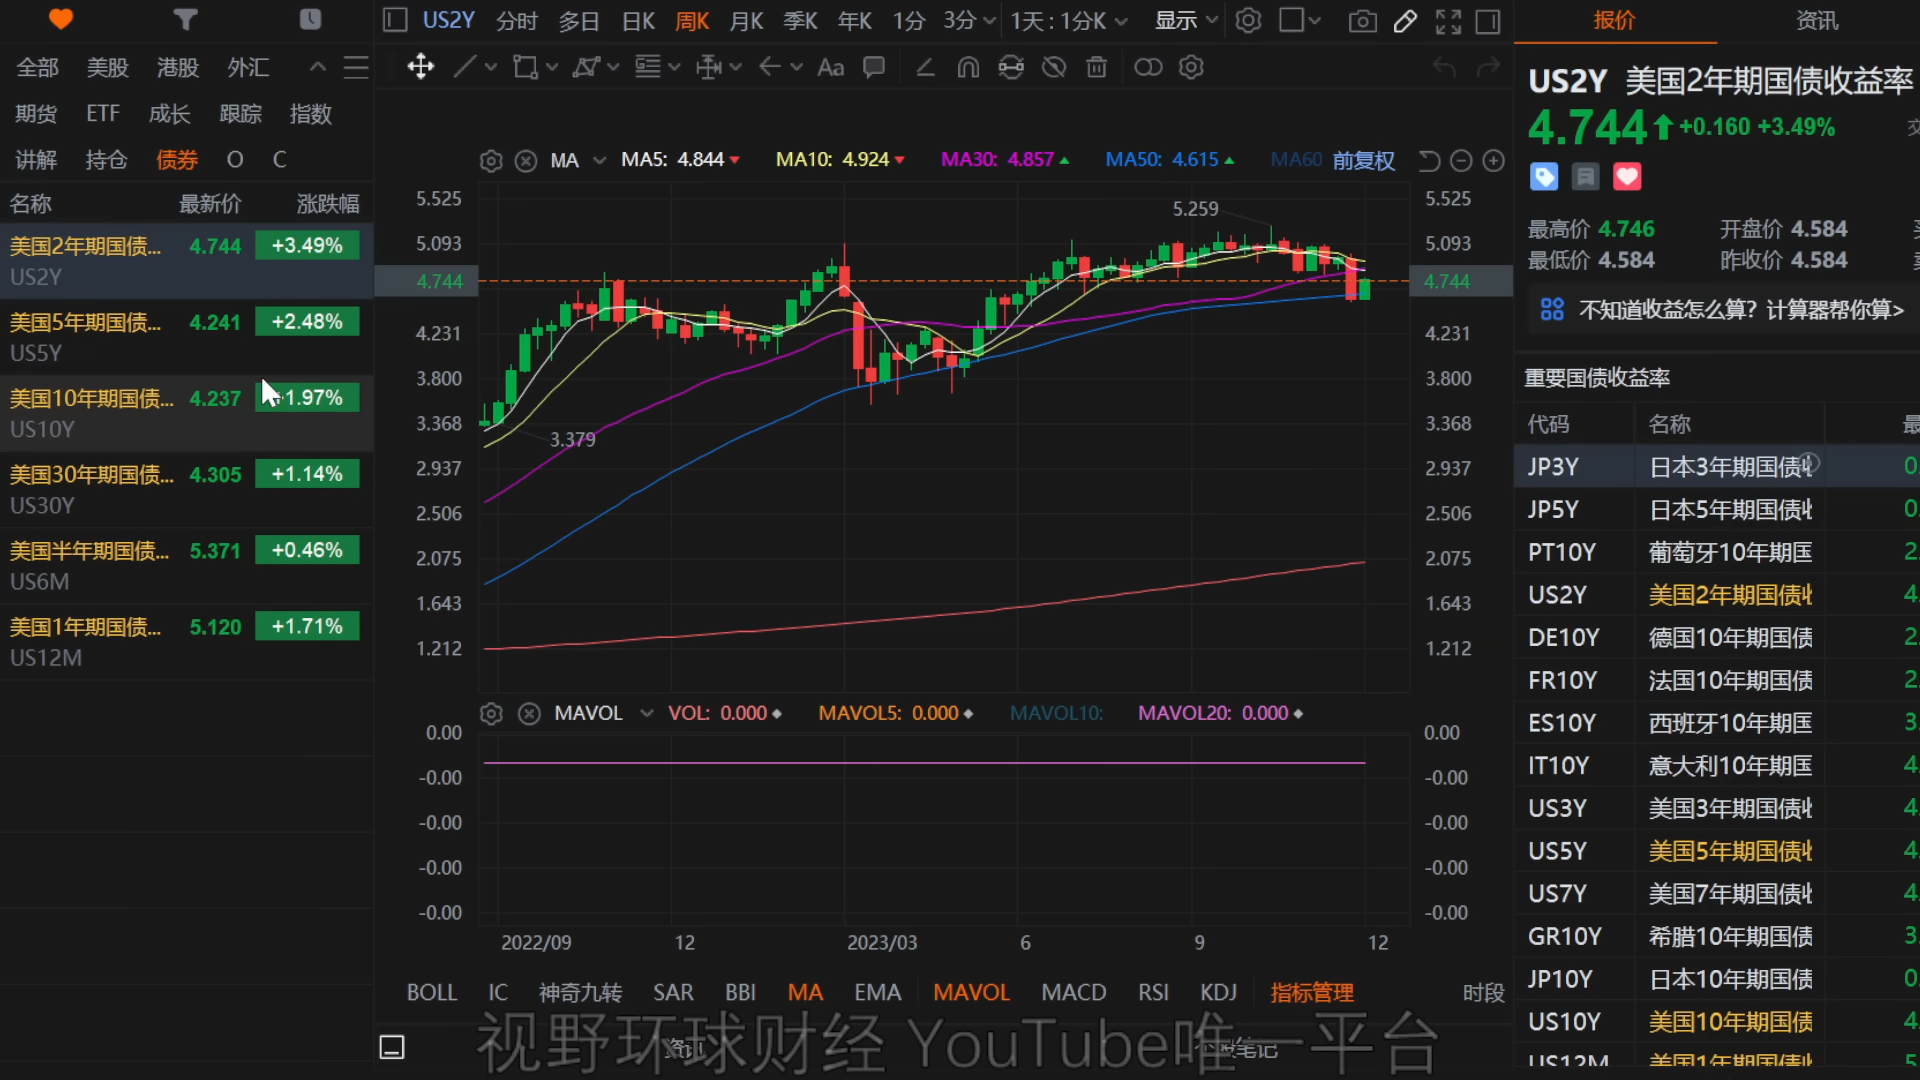 US2Y 分时 多日 日K 周K 月K 季K 年K 1分 3分 1天 : 1分K 显示
报价 资讯
全部 美股 港股 外汇
期货 ETF 成长 跟踪 指数
讲解 持仓 债券 O C
名称 最新价 涨跌幅
美国2年期国债... 4.744 +3.49%
US2Y
美国5年期国债... 4.241 +2.48%
US5Y
美国10年期国债... 4.237 1.97%
US10Y
美国30年期国债... 4.305 +1.14%
US30Y
美国半年期国债... 5.371 +0.46%
US6M
美国1年期国债... 5.120 +1.71%
US12M
Aa
MA MA5: 4.844 MA10: 4.924 MA30: 4.857 MA50: 4.615 MA60 前复权
5.525 5.525
5.259
5.093 5.093
4.744 4.744
4.231 4.231
3.800 3.800
3.368 3.368
3.379
2.937 2.937
2.506 2.506
2.075 2.075
1.643 1.643
1.212 1.212
MAVOL VOL: 0.000 MAVOL5: 0.000 MAVOL10: MAVOL20: 0.000
0.00 0.00
-0.00 -0.00
-0.00 -0.00
-0.00 -0.00
-0.00 -0.00
2022/09 12 2023/03 6 9 12
BOLL IC 神奇九转 SAR BBI MA EMA MAVOL MACD RSI KDJ 指标管理 时段
视野环球财经 YouTube唯一平台
US2Y 美国2年期国债收益率
4.744 +0.160 +3.49%
最高价 4.746 开盘价 4.584
最低价 4.584 昨收价 4.584
不知道收益怎么算？计算器帮你算>
重要国债收益率
代码 名称
JP3Y 日本3年期国债 0.
JP5Y 日本5年期国债 0.
PT10Y 葡萄牙10年期国 2.
US2Y 美国2年期国债 4.
DE10Y 德国10年期国债 2.
FR10Y 法国10年期国债 2.
ES10Y 西班牙10年期国 3.
IT10Y 意大利10年期国 4.
US3Y 美国3年期国债 4.
US5Y 美国5年期国债 4.
US7Y 美国7年期国债 4.
GR10Y 希腊10年期国债 3.
JP10Y 日本10年期国债 0.
US10Y 美国10年期国债 4.
US12M 美国1年期国债 5.